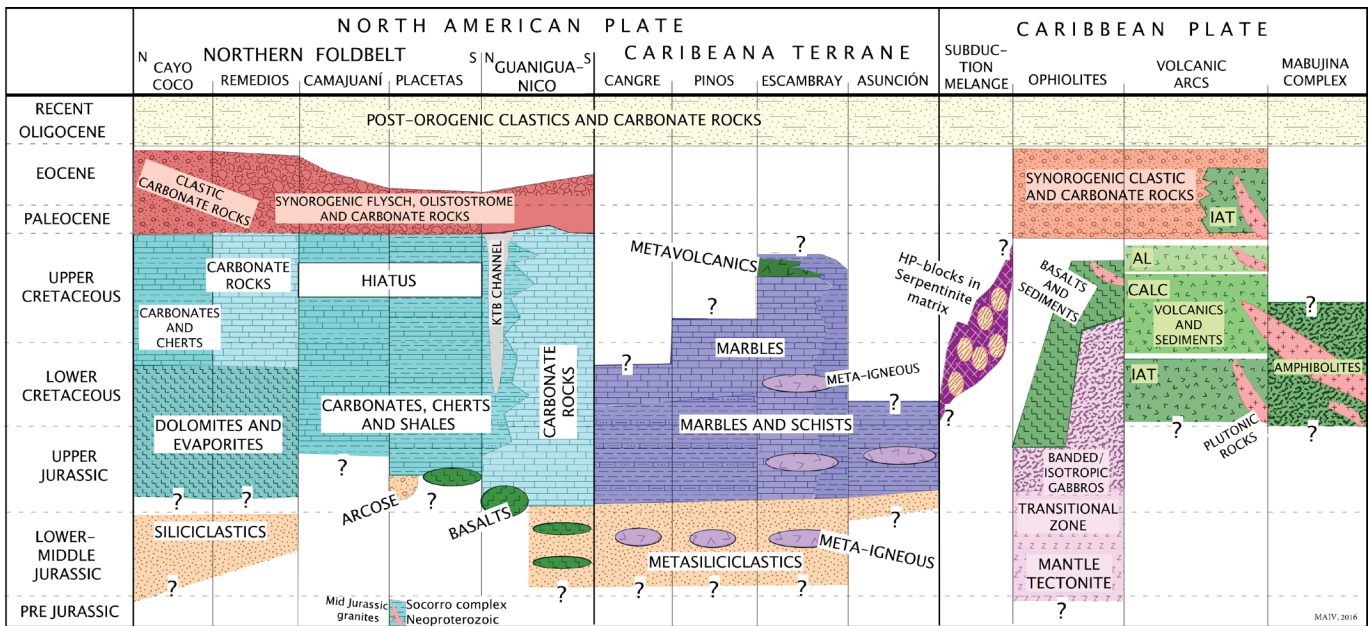 NORTH AMERICAN PLATE
CARIBBEAN PLATE
NORTHERN FOLDBELT
CARIBEANA TERRANE
N
S
N
S
CAYO
COCO
REMEDIOS
CAMAJUANÍ
PLACETAS
GUANIGUA-
NICO
CANGRE
PINOS
ESCAMBRAY
ASUNCIÓN
SUBDUC-
TION
MELANGE
OPHIOLITES
VOLCANIC
ARCS
MABUJINA
COMPLEX
RECENT
OLIGOCENE
POST-OROGENIC CLASTICS AND CARBONATE ROCKS
EOCENE
PALEOCENE
CLASTIC
CARBONATE ROCKS
SYNOROGENIC FLYSCH, OLISTOSTROME
AND CARBONATE ROCKS
SYNOROGENIC CLASTIC
AND CARBONATE ROCKS
IAT
UPPER
CRETACEOUS
CARBONATE
ROCKS
CARBONATES
AND
CHERTS
HIATUS
KTB CHANNEL
METAVOLCANICS
?
?
?
MARBLES
HP-blocks in
Serpentinite
matrix
?
?
BASALTS
AND
SEDIMENTS
AL
CALC
VOLCANICS
AND
SEDIMENTS
?
LOWER
CRETACEOUS
CARBONATE
ROCKS
META-IGNEOUS
?
IAT
AMPHIBOLITES
DOLOMITES AND
EVAPORITES
CARBONATES, CHERTS
AND SHALES
MARBLES AND SCHISTS
?
PLUTONIC
ROCKS
?
UPPER
JURASSIC
?
?
?
ARCOSE
?
BASALTS
BANDED/
ISOTROPIC
GABBROS
LOWER-
MIDDLE
JURASSIC
SILICICLASTICS
?
?
META-IGNEOUS
METASILICICLASTICS
?
?
?
?
TRANSITIONAL
ZONE
Z Z Z Z Z Z Z
MANTLE
TECTONITE
?
PRE JURASSIC
Mid Jurassic
granites
Socorro complex
Neoproterozoic
MAIV, 2016